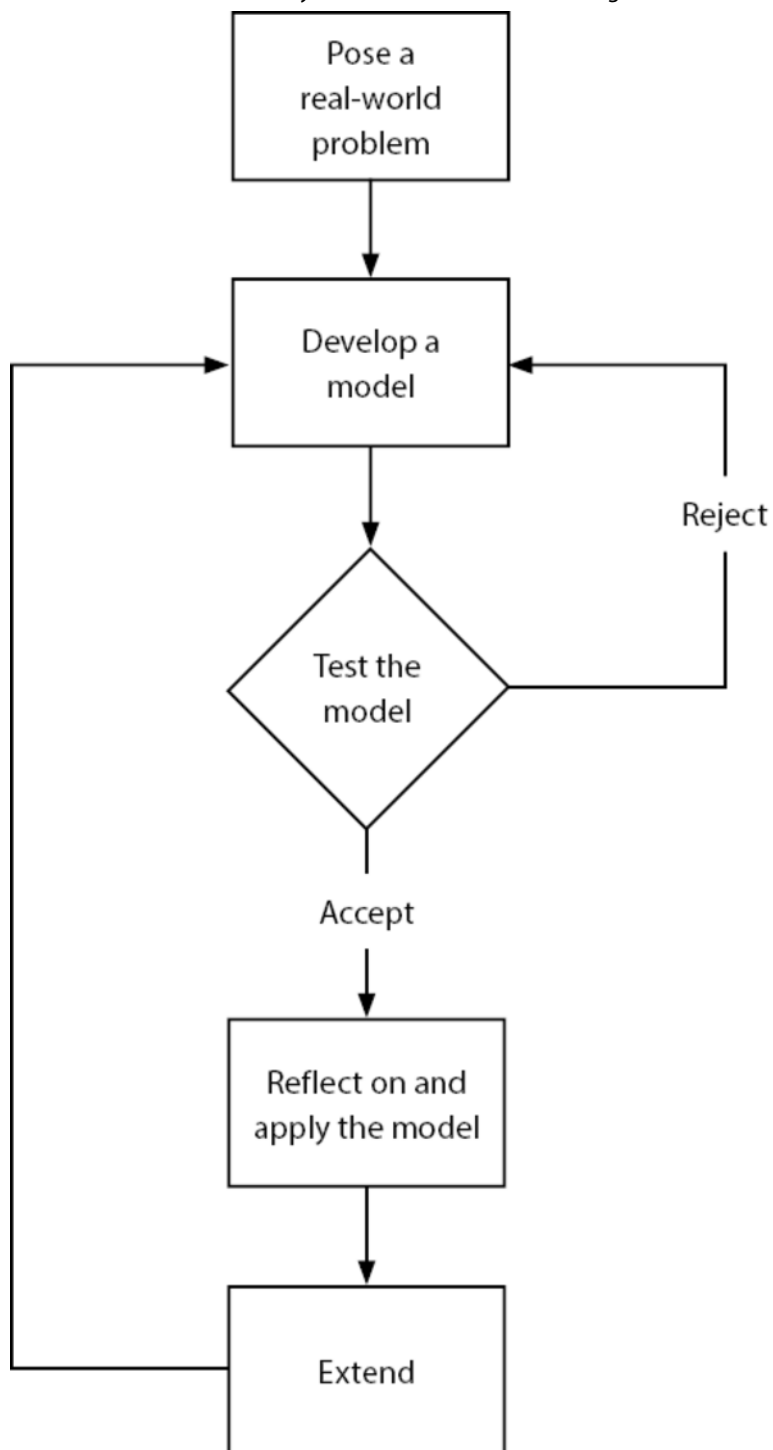 Pose a
real-world
problem
Develop a
model
Reject
Test the
model
Accept
Reflect on and
apply the model
Extend